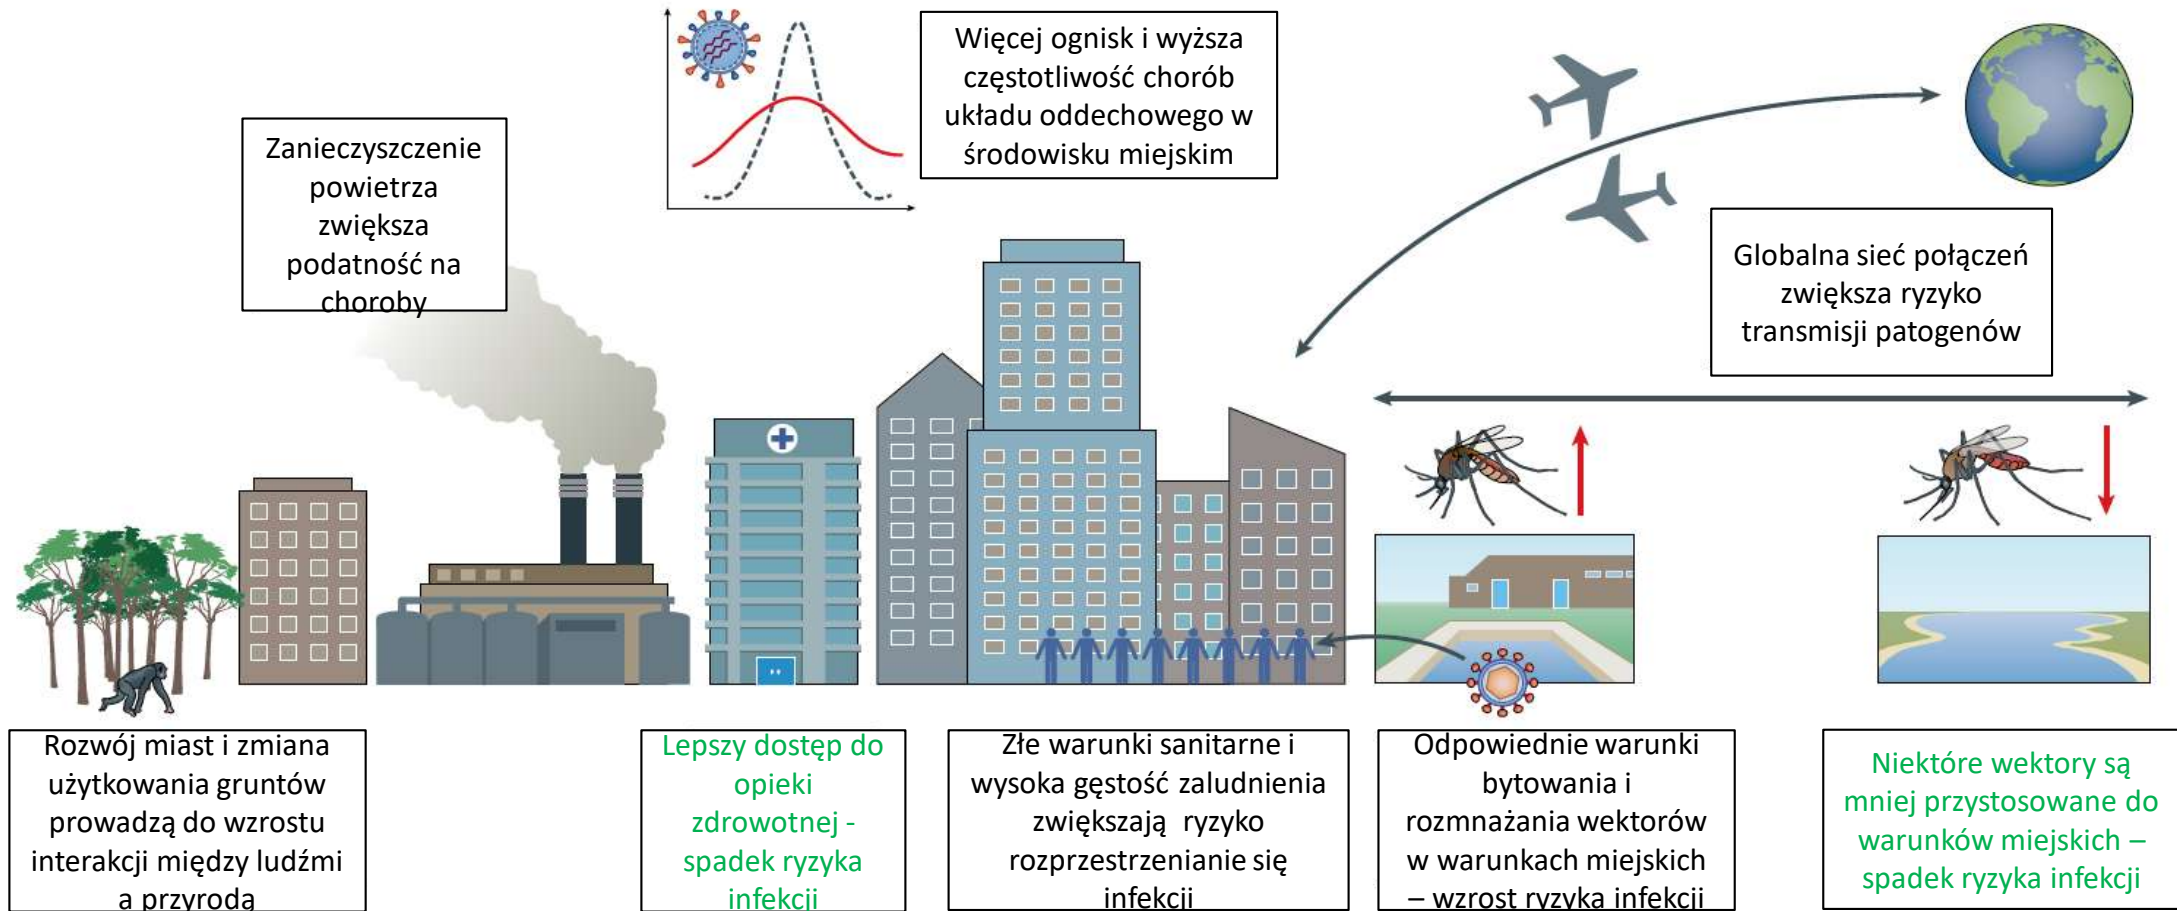 Więcej ognisk i wyższa
częstotliwość chorób
układu oddechowego w
środowisku miejskim
Zanieczyszczenie
powietrza
zwiększa
podatność na
choroby
Globalna sieć połączeń
zwiększa ryzyko
transmisji patogenów
Rozwój miast i zmiana
użytkowania gruntów
prowadzą do wzrostu
interakcji między ludźmi
a przyrodą
Lepszy dostęp do
opieki
zdrowotnej -
spadek ryzyka
infekcji
Złe warunki sanitarne i
wysoka gęstość zaludnienia
zwiększają ryzyko
rozprzestrzenianie się
infekcji
Odpowiednie warunki
bytowania i
rozmnażania wektorów
w warunkach miejskich
– wzrost ryzyka infekcji
Niektóre wektory są
mniej przystosowane do
warunków miejskich –
spadek ryzyka infekcji